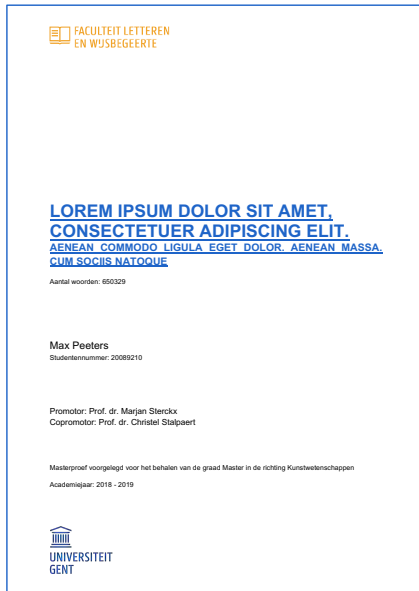 FACULTEIT LETTEREN
EN WIJSBEGEERTE
LOREM IPSUM DOLOR SIT AMET,
CONSECTETUER ADIPISCING ELIT.
AENEAN COMMODO LIGULA EGET DOLOR. AENEAN MASSA.
CUM SOCIIS NATOQUE
Aantal woorden: 650329
Max Peeters
Studentennummer: 20089210
Promotor: Prof. dr. Marjan Sterckx
Copromotor: Prof. dr. Christel Stalpaert
Masterproef voorgelegd voor het behalen van de graad Master in de richting Kunstwetenschappen
Academiejaar: 2018 - 2019
UNIVERSITEIT
GENT